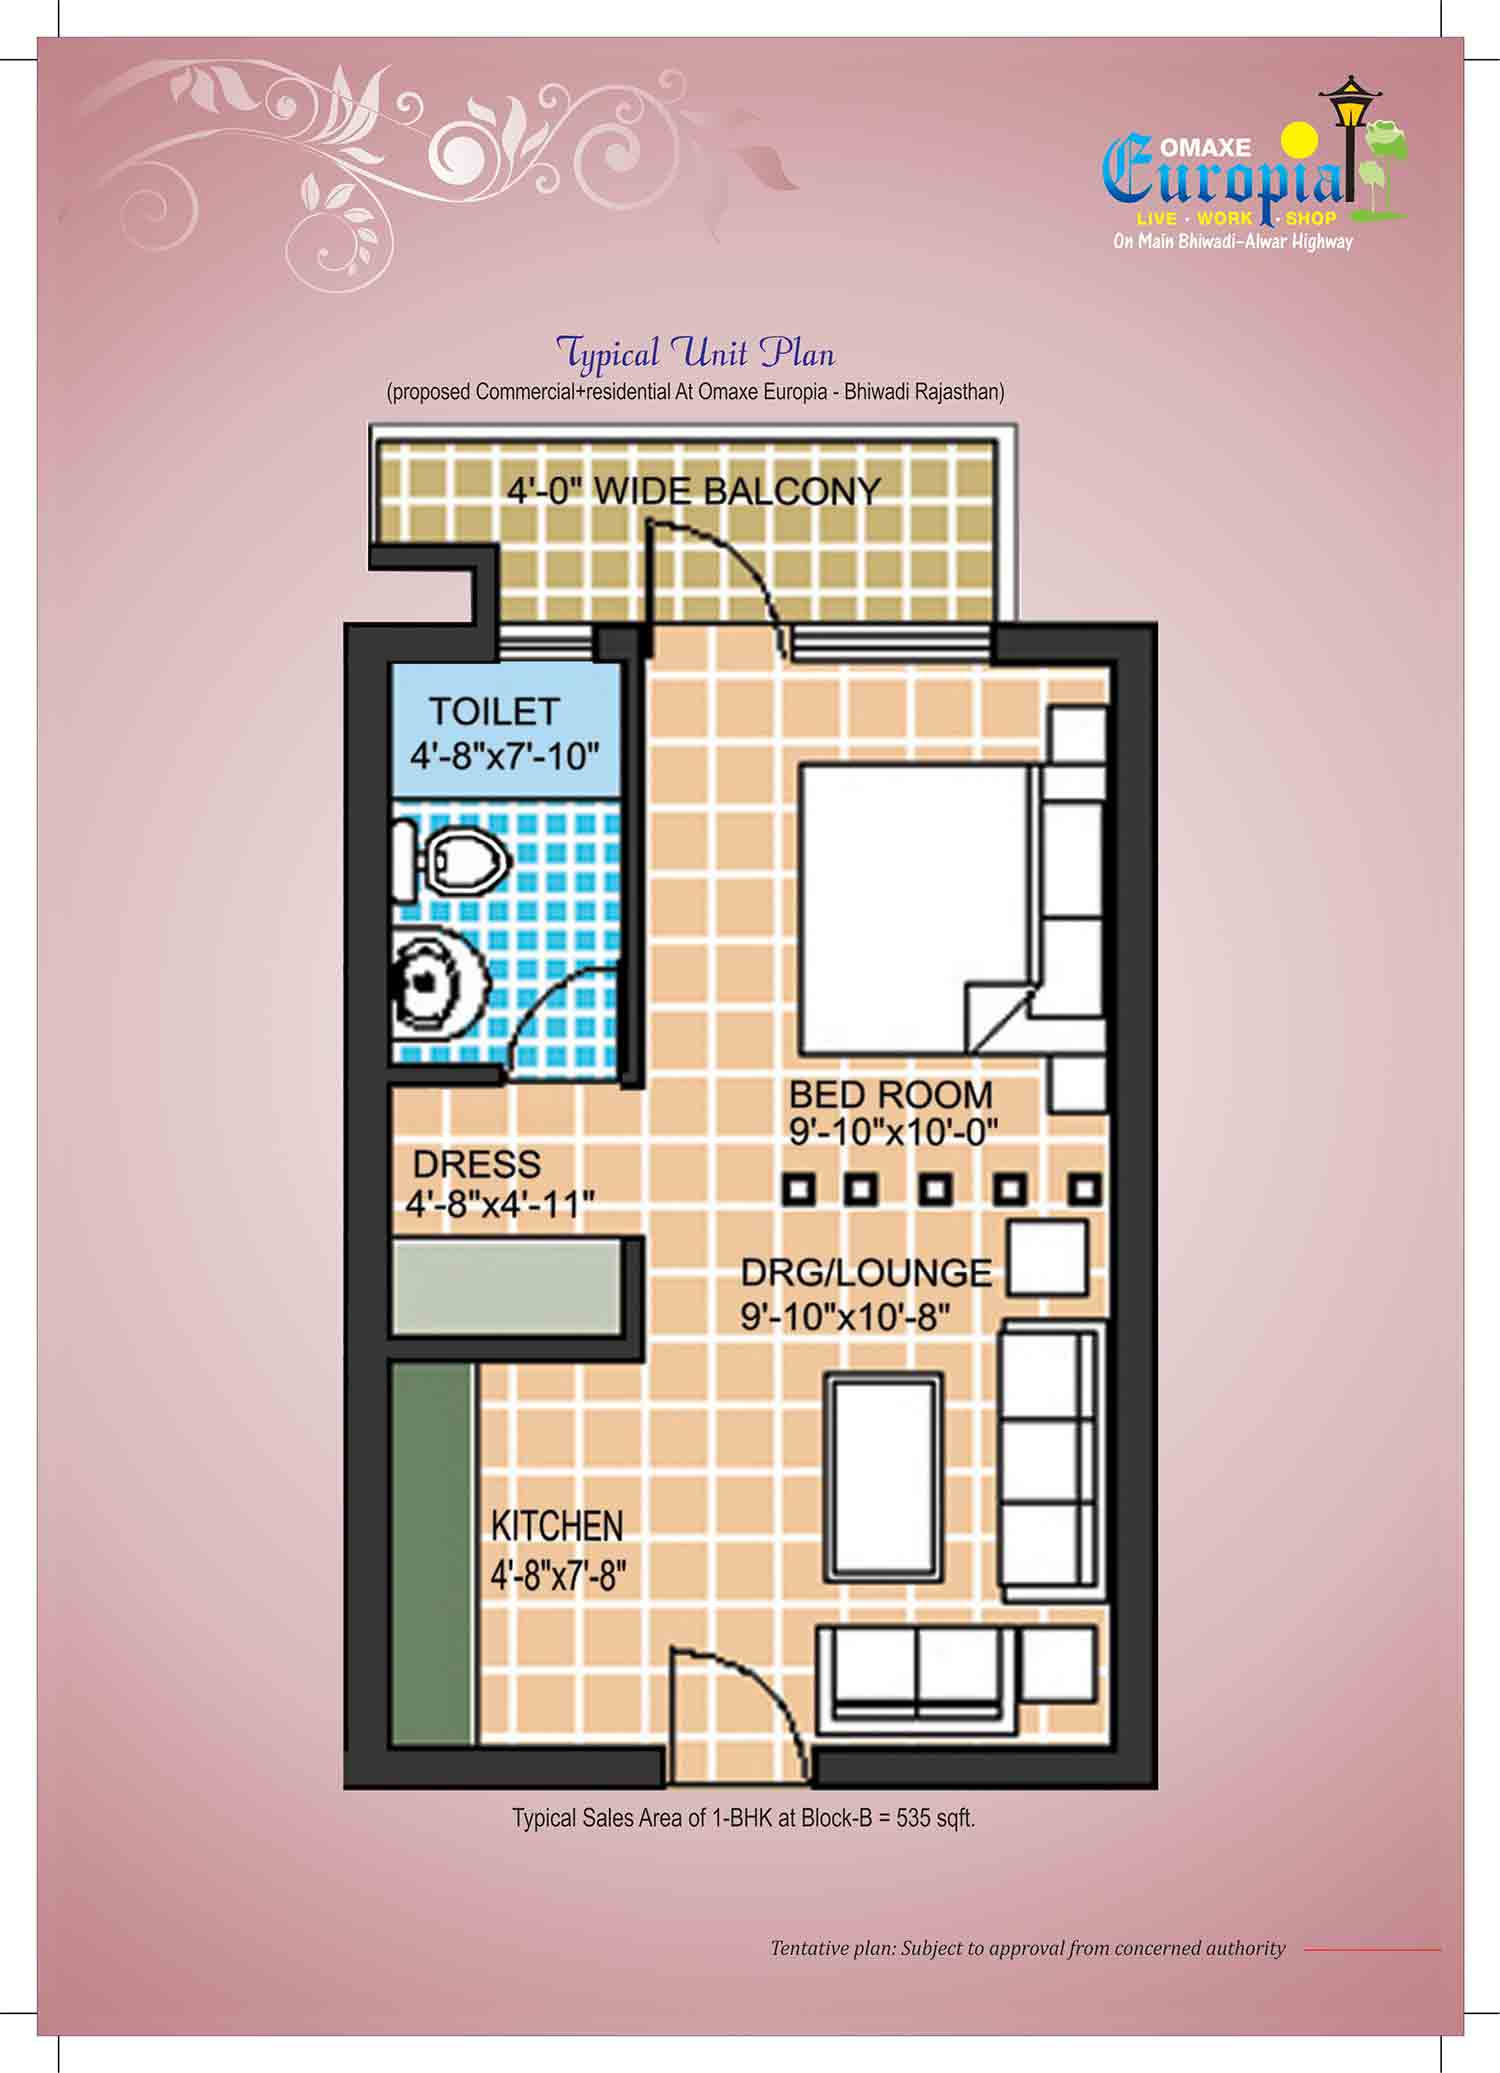 OMAXE
Europia
LIVE · WORK · SHOP
On Main Bhiwadi-Alwar Highway
Typical Unit Plan
(proposed Commercial+residential At Omaxe Europia - Bhiwadi Rajasthan)
4'-0" WIDE BALCONY
TOILET
4'-8"x7'-10"
BED ROOM
9'-10"x10'-0"
DRESS
4'-8"x4'-11"
DRG/LOUNGE
9'-10"x10'-8"
KITCHEN
4'-8"x7'-8"
Typical Sales Area of 1-BHK at Block-B = 535 sqft.
Tentative plan: Subject to approval from concerned authority